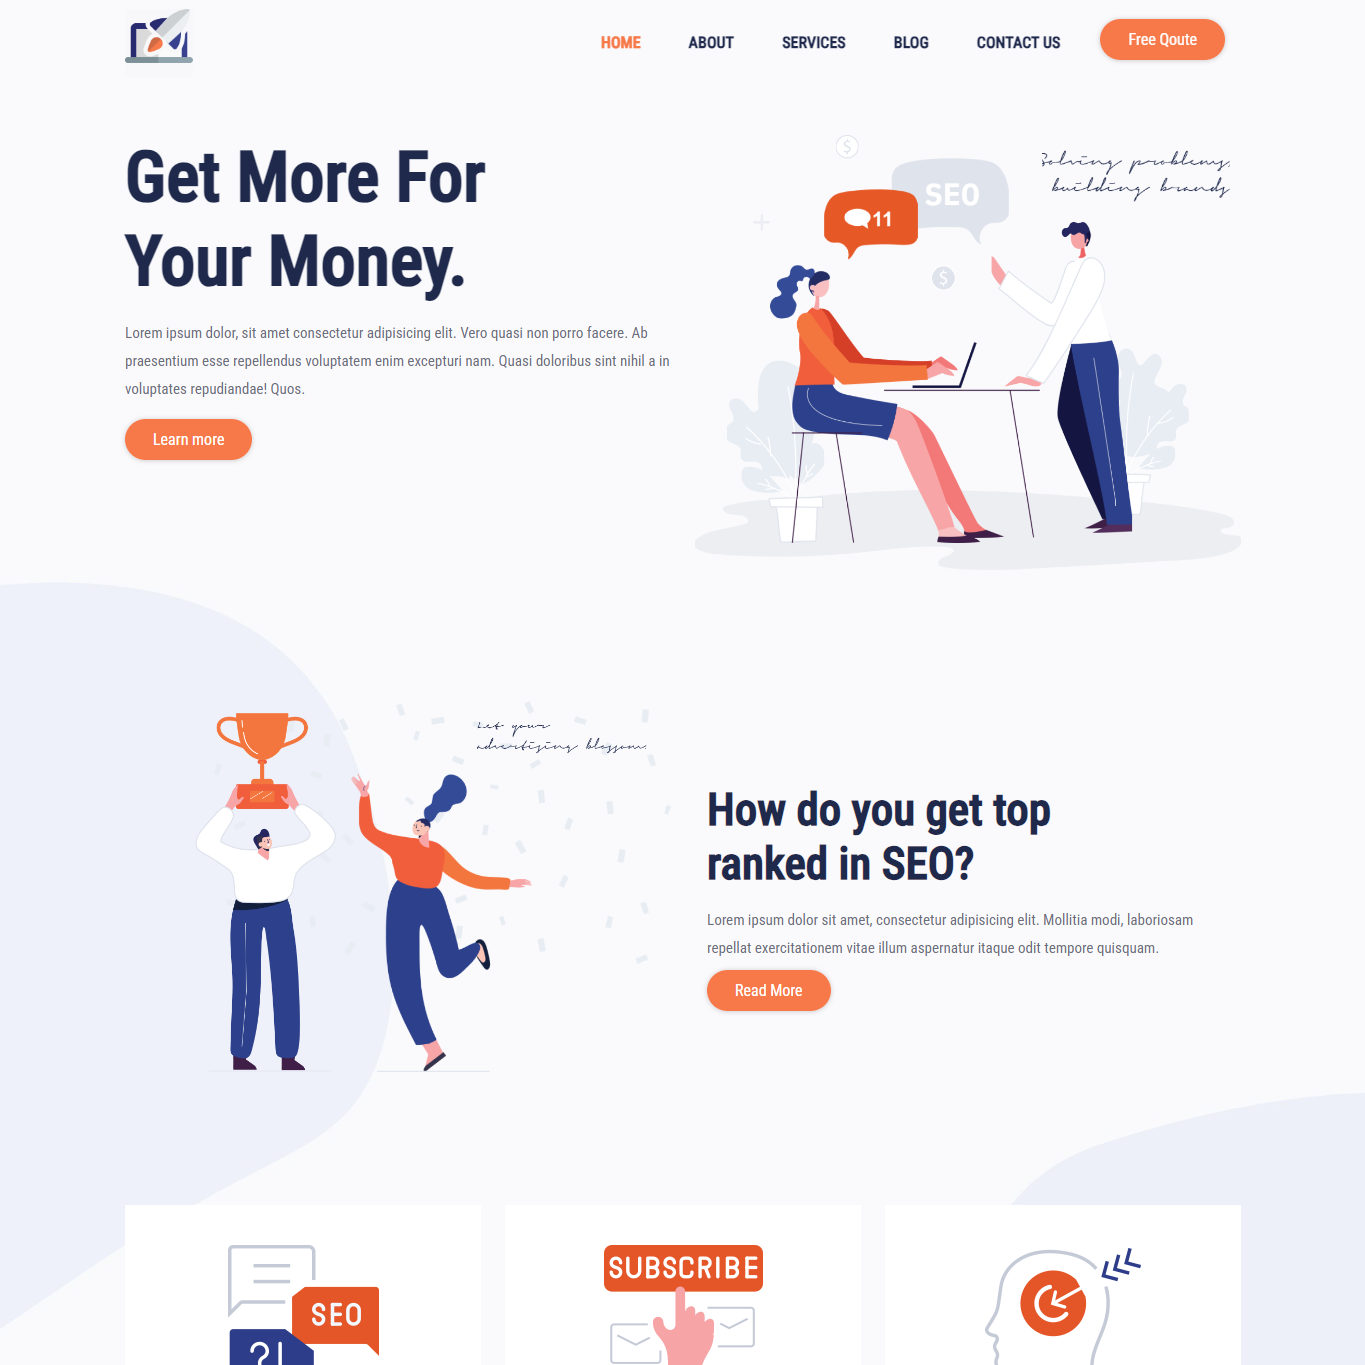 HOME ABOUT SERVICES BLOG CONTACT US Free Qoute
Get More For
Your Money.
Lorem ipsum dolor, sit amet consectetur adipisicing elit. Vero quasi non porro facere. Ab
praesentium esse repellendus voluptatem enim excepturi nam. Quasi doloribus sint nihil a in
voluptates repudiandae! Quos.
Learn more
SEO
11
Solving problems,
building brands
Let your
advertising blossom.
How do you get top
ranked in SEO?
Lorem ipsum dolor sit amet, consectetur adipisicing elit. Mollitia modi, laboriosam
repellat exercitationem vitae illum aspernatur itaque odit tempore quisquam.
Read More
SEO
?!
SUBSCRIBE